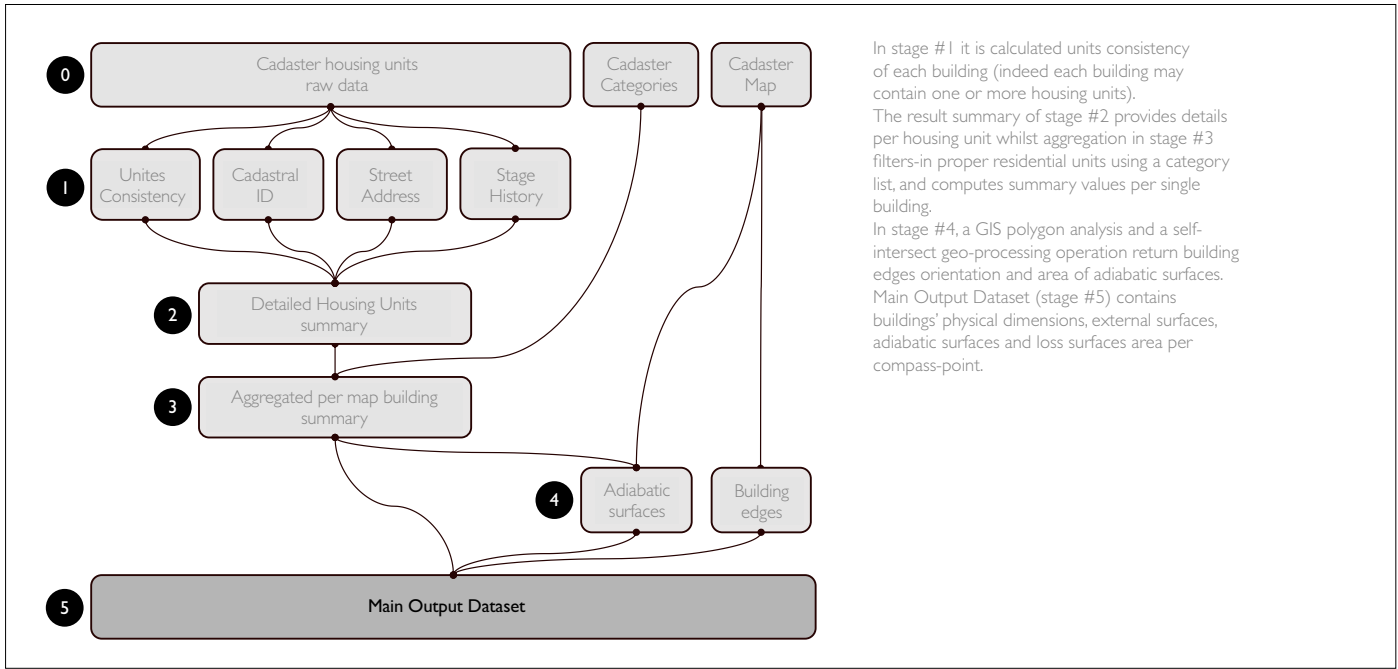 0
Cadaster housing units
raw data
Cadaster
Categories
Cadaster
Map
1
Unites
Consistency
Cadastral
ID
Street
Address
Stage
History
2
Detailed Housing Units
summary
3
Aggregated per map building
summary
4
Adiabatic
surfaces
Building
edges
5
Main Output Dataset
In stage #1 it is calculated units consistency
of each building (indeed each building may
contain one or more housing units).
The result summary of stage #2 provides details
per housing unit whilst aggregation in stage #3
filters-in proper residential units using a category
list, and computes summary values per single
building.
In stage #4, a GIS polygon analysis and a self-
intersect geo-processing operation return building
edges orientation and area of adiabatic surfaces.
Main Output Dataset (stage #5) contains
buildings' physical dimensions, external surfaces,
adiabatic surfaces and loss surfaces area per
compass-point.